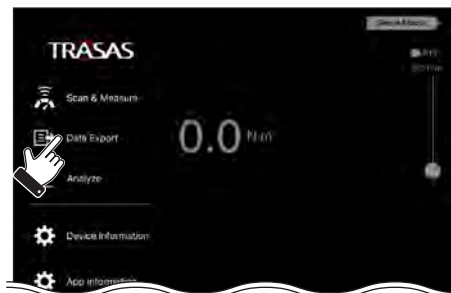 TRASAS
Scan & Measure
Data Export
0.0 N·m
Analyze
Device Information
App information